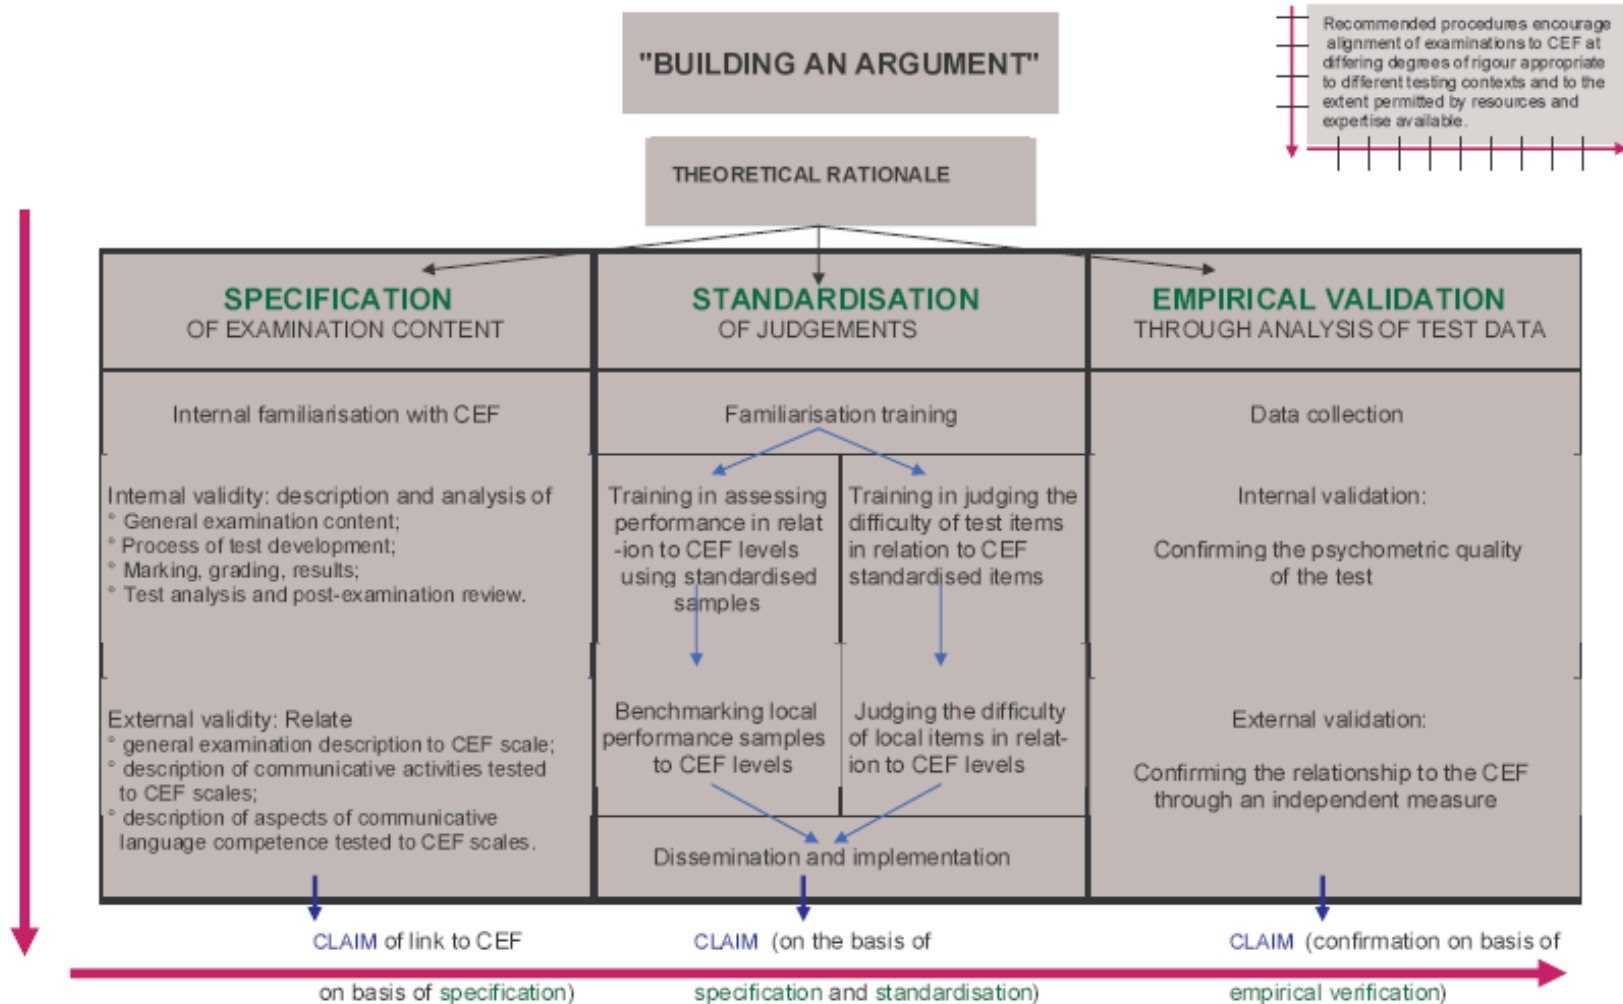 "BUILDING AN ARGUMENT"
Recommended procedures encourage
alignment of examinations to CEF at
differing degrees of rigour appropriate
to different testing contexts and to the
extent permitted by resources and
expertise available.
THEORETICAL RATIONALE
SPECIFICATION
OF EXAMINATION CONTENT
STANDARDISATION
OF JUDGEMENTS
EMPIRICAL VALIDATION
THROUGH ANALYSIS OF TEST DATA
Internal familiarisation with CEF
Familiarisation training
Data collection
Internal validity: description and analysis of
° General examination content;
° Process of test development;
° Marking, grading, results;
° Test analysis and post-examination review.
Training in assessing
performance in relat
-ion to CEF levels
using standardised
samples
Training in judging the
difficulty of test items
in relation to CEF
standardised items
Internal validation:
Confirming the psychometric quality
of the test
External validity: Relate
° general examination description to CEF scale;
° description of communicative activities tested
to CEF scales;
° description of aspects of communicative
language competence tested to CEF scales.
Benchmarking local
performance samples
to CEF levels
Judging the difficulty
of local items in relat-
ion to CEF levels
External validation:
Confirming the relationship to the CEF
through an independent measure
Dissemination and implementation
CLAIM of link to CEF
on basis of specification)
CLAIM (on the basis of
specification and standardisation)
CLAIM (confirmation on basis of
empirical verification)